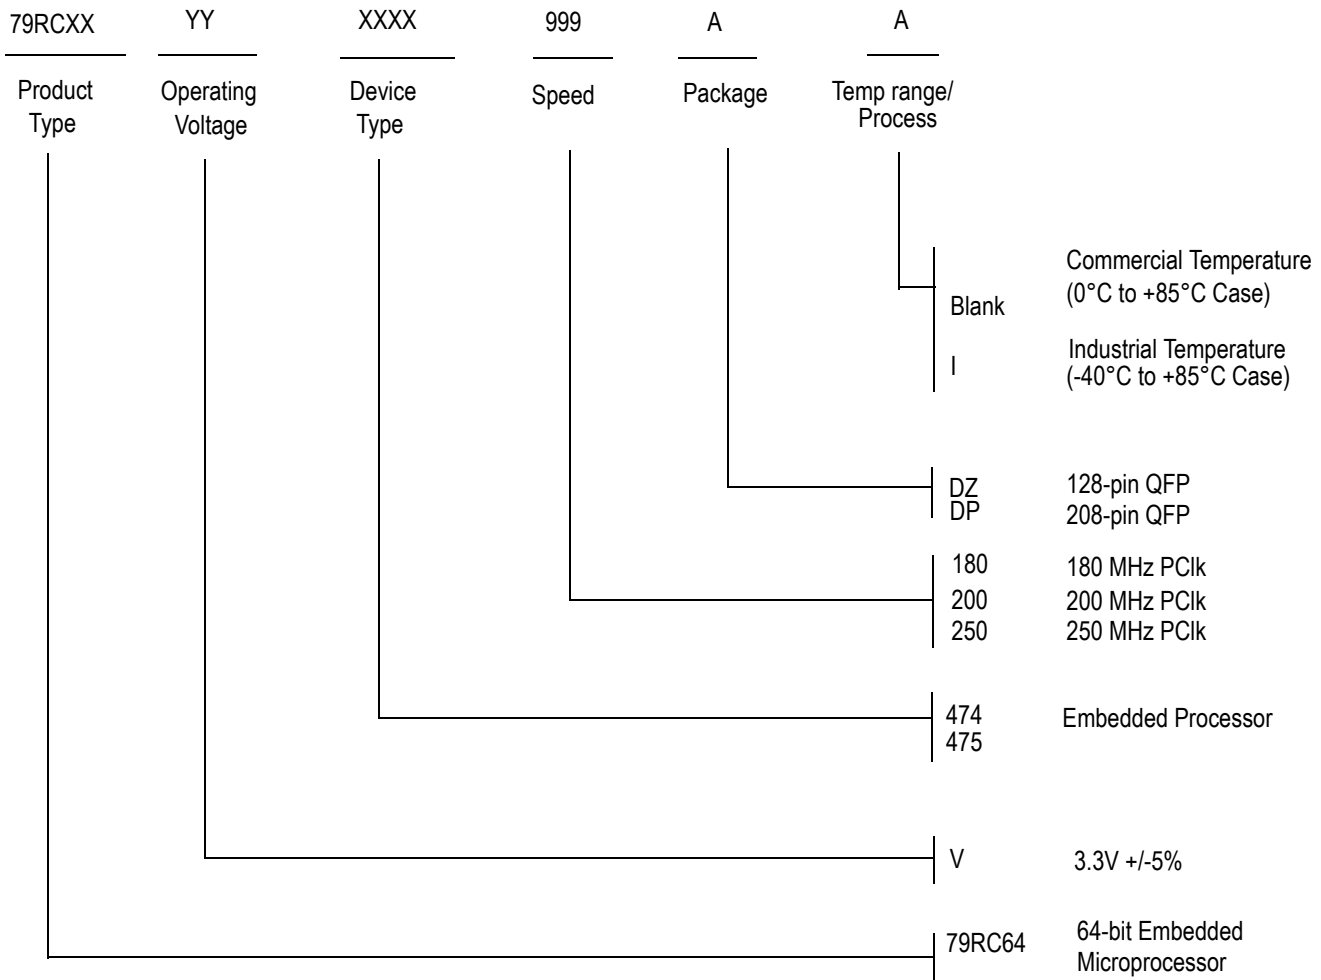 79RCXX YY XXXX 999 A A
Product Type
Operating Voltage
Device Type
Speed
Package
Temp range/
Process
Blank
Commercial Temperature
(0°C to +85°C Case)
I
Industrial Temperature
(-40°C to +85°C Case)
DZ 128-pin QFP
DP 208-pin QFP
180 180 MHz PClk
200 200 MHz PClk
250 250 MHz PClk
474 Embedded Processor
475
V 3.3V +/-5%
79RC64
64-bit Embedded
Microprocessor